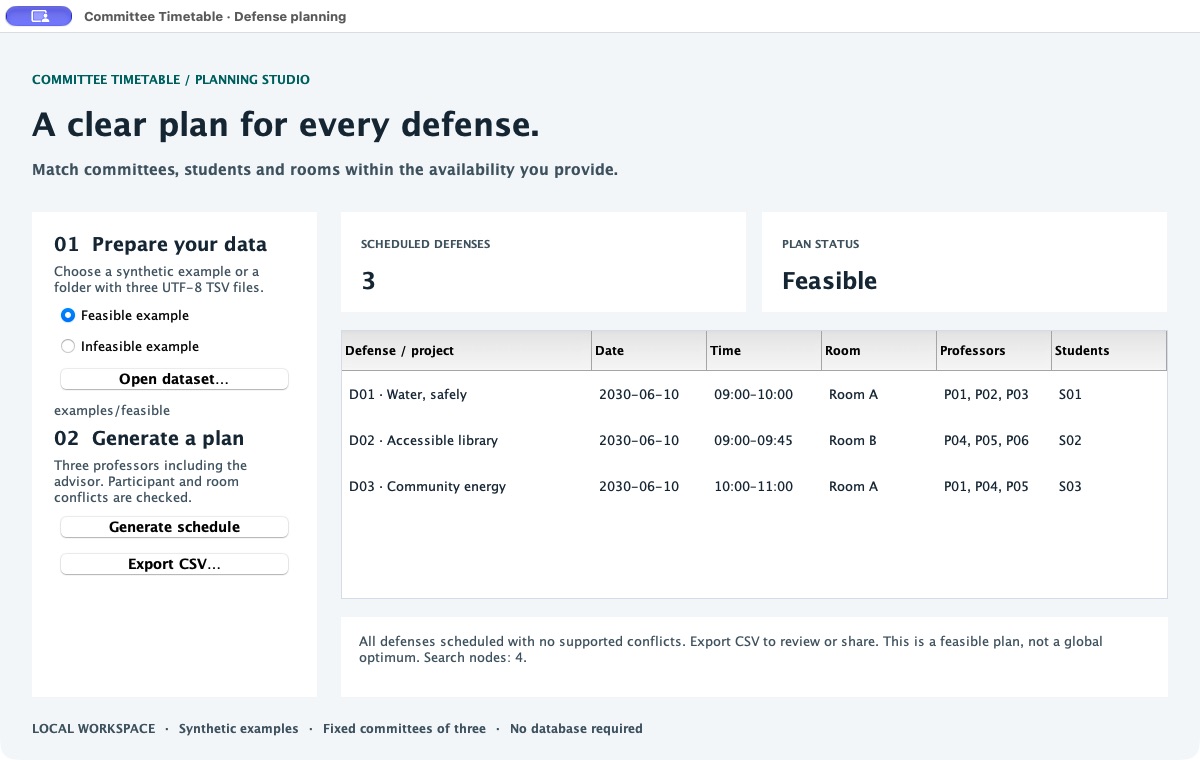 Committee Timetable · Defense planning
COMMITTEE TIMETABLE / PLANNING STUDIO
A clear plan for every defense.
Match committees, students and rooms within the availability you provide.
01 Prepare your data
Choose a synthetic example or a
folder with three UTF-8 TSV files.
Feasible example
Infeasible example
Open dataset...
examples/feasible
02 Generate a plan
Three professors including the
advisor. Participant and room
conflicts are checked.
Generate schedule
Export CSV...
SCHEDULED DEFENSES
3
PLAN STATUS
Feasible
Defense / project Date Time Room Professors Students
D01 · Water, safely 2030-06-10 09:00-10:00 Room A P01, P02, P03 S01
D02 · Accessible library 2030-06-10 09:00-09:45 Room B P04, P05, P06 S02
D03 · Community energy 2030-06-10 10:00-11:00 Room A P01, P04, P05 S03
All defenses scheduled with no supported conflicts. Export CSV to review or share. This is a feasible plan, not a global
optimum. Search nodes: 4.
LOCAL WORKSPACE · Synthetic examples · Fixed committees of three · No database required